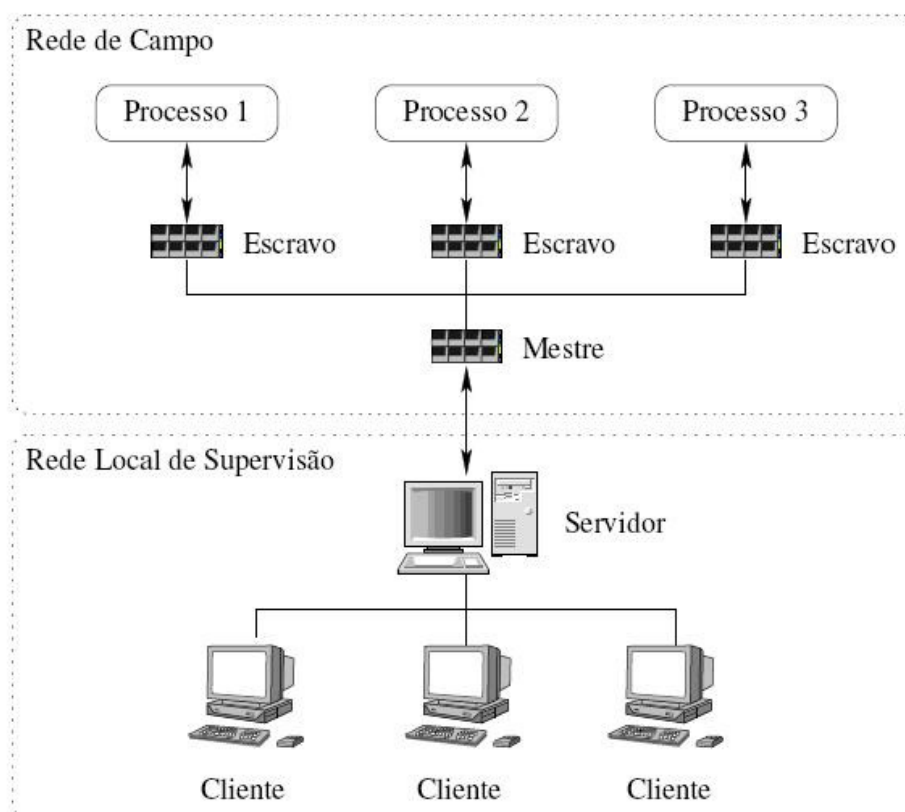 Rede de Campo
Processo 1
Processo 2
Processo 3
Escravo
Escravo
Escravo
Mestre
Rede Local de Supervisão
Servidor
Cliente
Cliente
Cliente